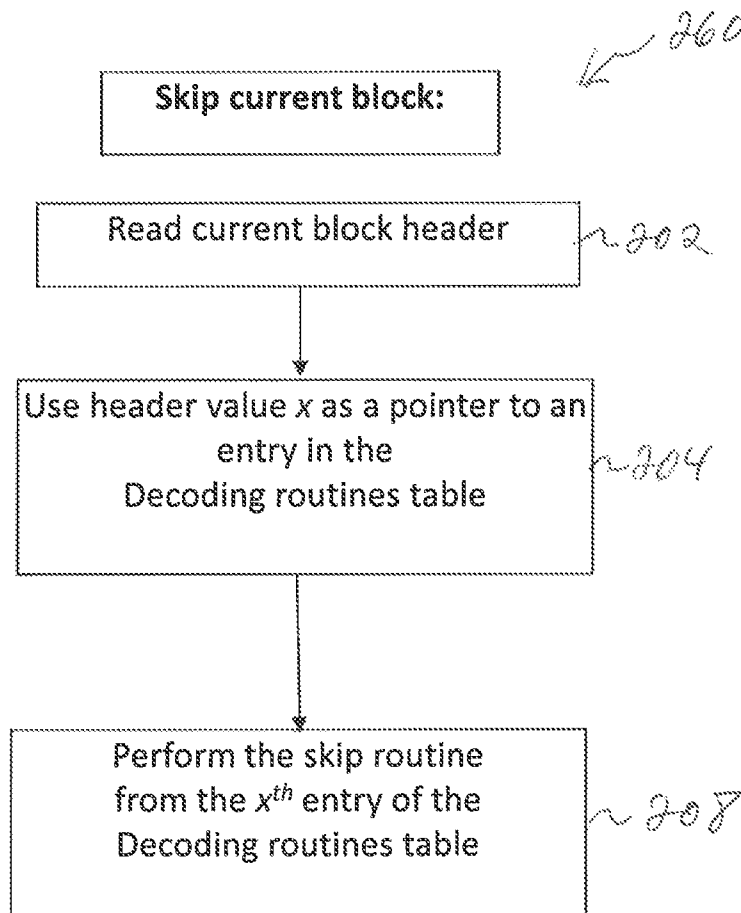 260
Skip current block:
Read current block header
202
Use header value x as a pointer to an
entry in the
Decoding routines table
204
Perform the skip routine
from the xth entry of the
Decoding routines table
208